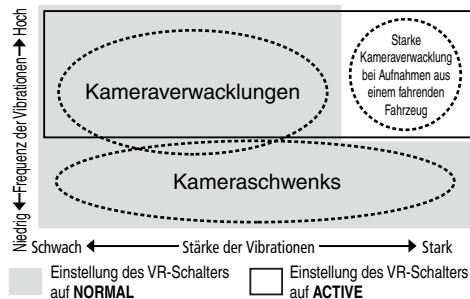 Niedrig ←Frequenz der Vibrationen→ Hoch
Kameraverwacklungen
Starke
Kameraverwacklung
bei Aufnahmen aus
einem fahrenden
Fahrzeug
Kameraschwenks
Schwach ← Stärke der Vibrationen → Stark
Einstellung des VR-Schalters
auf NORMAL
Einstellung des VR-Schalters
auf ACTIVE